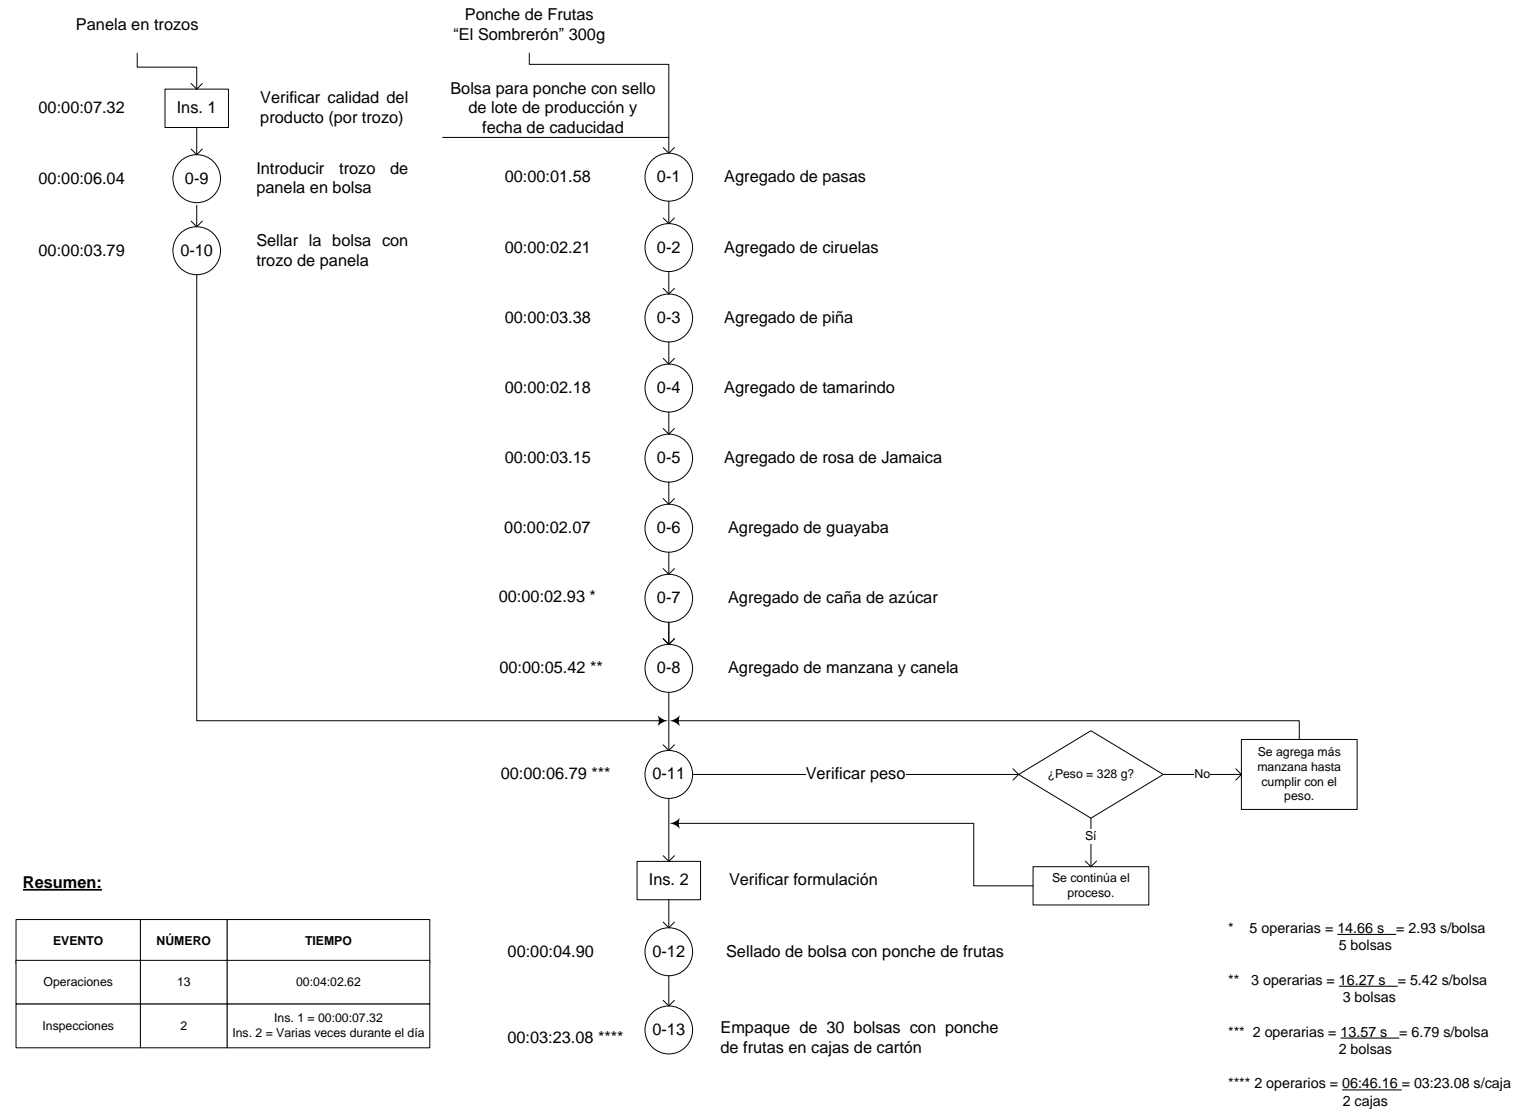 Panela en trozos
00:00:07.32
Ins. 1
Verificar calidad del
producto (por trozo)
00:00:06.04
0-9
Introducir trozo de
panela en bolsa
00:00:03.79
0-10
Sellar la bolsa con
trozo de panela
Ponche de Frutas
“El Sombrerón” 300g
Bolsa para ponche con sello
de lote de producción y
fecha de caducidad
00:00:01.58
0-1
Agregado de pasas
00:00:02.21
0-2
Agregado de ciruelas
00:00:03.38
0-3
Agregado de piña
00:00:02.18
0-4
Agregado de tamarindo
00:00:03.15
0-5
Agregado de rosa de Jamaica
00:00:02.07
0-6
Agregado de guayaba
00:00:02.93 *
0-7
Agregado de caña de azúcar
00:00:05.42 **
0-8
Agregado de manzana y canela
00:00:06.79 ***
0-11
Verificar peso
¿Peso = 328 g?
No
Se agrega más
manzana hasta
cumplir con el
peso.
Sí
Se continúa el
proceso.
Ins. 2
Verificar formulación
00:00:04.90
0-12
Sellado de bolsa con ponche de frutas
00:03:23.08 ****
0-13
Empaque de 30 bolsas con ponche
de frutas en cajas de cartón
Resumen:
EVENTO NÚMERO TIEMPO
Operaciones 13 00:04:02.62
Inspecciones 2
Ins. 1 = 00:00:07.32
Ins. 2 = Varias veces durante el día
* 5 operarias = 14.66 s = 2.93 s/bolsa
5 bolsas
** 3 operarias = 16.27 s = 5.42 s/bolsa
3 bolsas
*** 2 operarias = 13.57 s = 6.79 s/bolsa
2 bolsas
**** 2 operarios = 06:46.16 = 03:23.08 s/caja
2 cajas